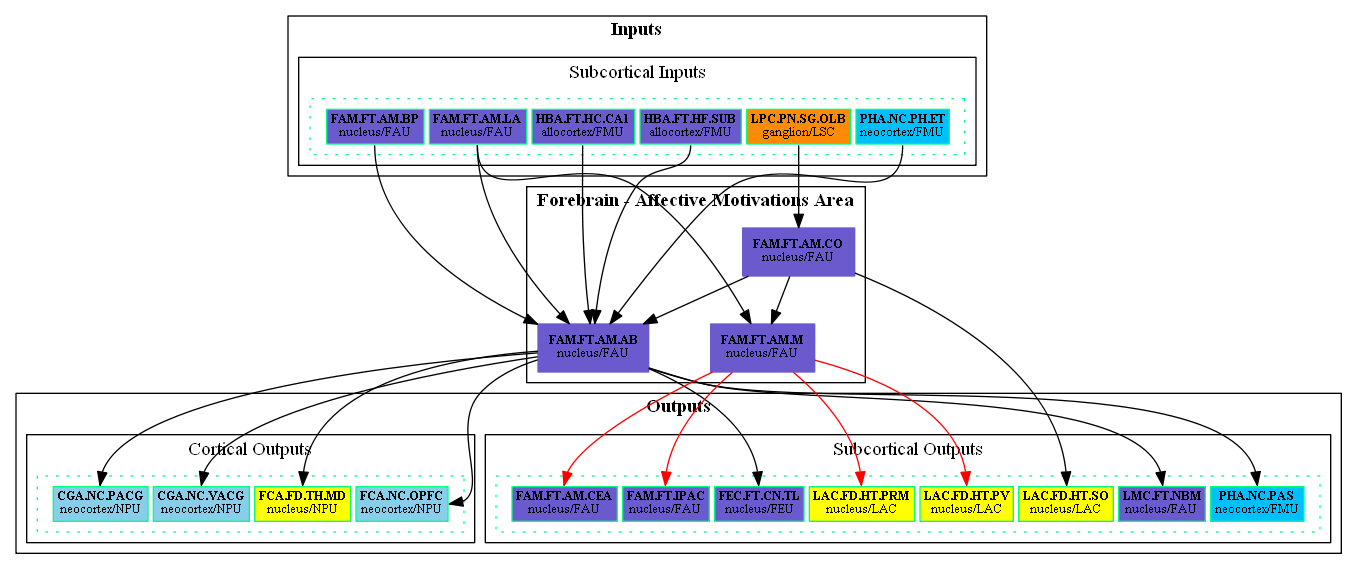 Inputs
Subcortical Inputs
FAM.FT.AM.BP
nucleus/FAU
FAM.FT.AM.LA
nucleus/FAU
HBA.FT.HC.CA1
allocortex/FMU
HBA.FT.HF.SUB
allocortex/FMU
LPC.PN.SG.OLB
ganglion/LSC
PHA.NC.PH.ET
neocortex/FMU
Forebrain - Affective Motivations Area
FAM.FT.AM.CO
nucleus/FAU
FAM.FT.AM.AB
nucleus/FAU
FAM.FT.AM.M
nucleus/FAU
Outputs
Cortical Outputs
CGA.NC.PACG
neocortex/NPU
CGA.NC.VACG
neocortex/NPU
FCA.FD.TH.MD
nucleus/NPU
FCA.NC.OPFC
neocortex/NPU
Subcortical Outputs
FAM.FT.AM.CEA
nucleus/FAU
FAM.FT.IPAC
nucleus/FAU
FEC.FT.CN.TL
nucleus/FEU
LAC.FD.HT.PRM
nucleus/LAC
LAC.FD.HT.PV
nucleus/LAC
LAC.FD.HT.SO
nucleus/LAC
LMC.FT.NBM
nucleus/FAU
PHA.NC.PAS
neocortex/FMU